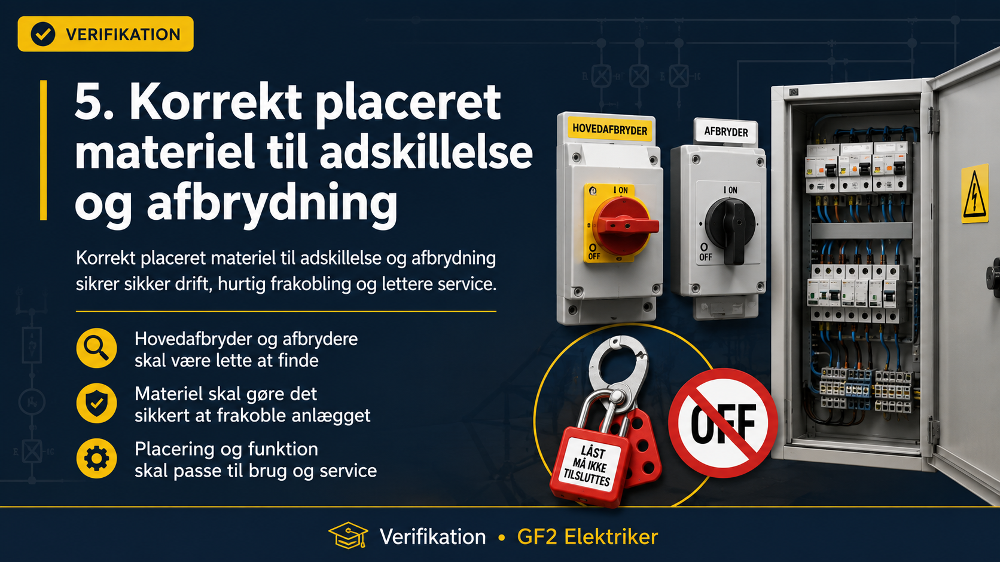 VERIFIKATION
5. Korrekt placeret
materiel til adskillelse
og afbrydning
Korrekt placeret materiel til adskillelse og afbrydning
sikrer sikker drift, hurtig frakobling og lettere service.
Hovedafbryder og afbrydere
skal være lette at finde
Materiel skal gøre det
sikkert at frakoble anlægget
Placering og funktion
skal passe til brug og service
HOVEDAFBRYDER
I ON
O
OFF
AFBRYDER
I ON
O
OFF
LÅST
MÅ IKKE
TILSLUTTES
OFF
Verifikation • GF2 Elektriker